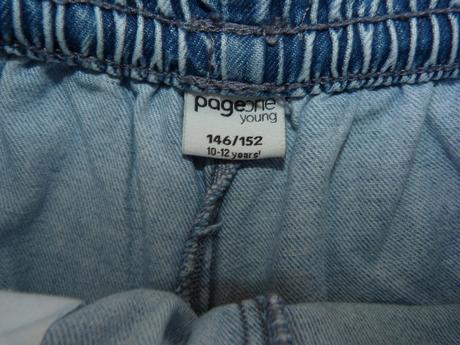 pageone
young
146/152
10-12 years'